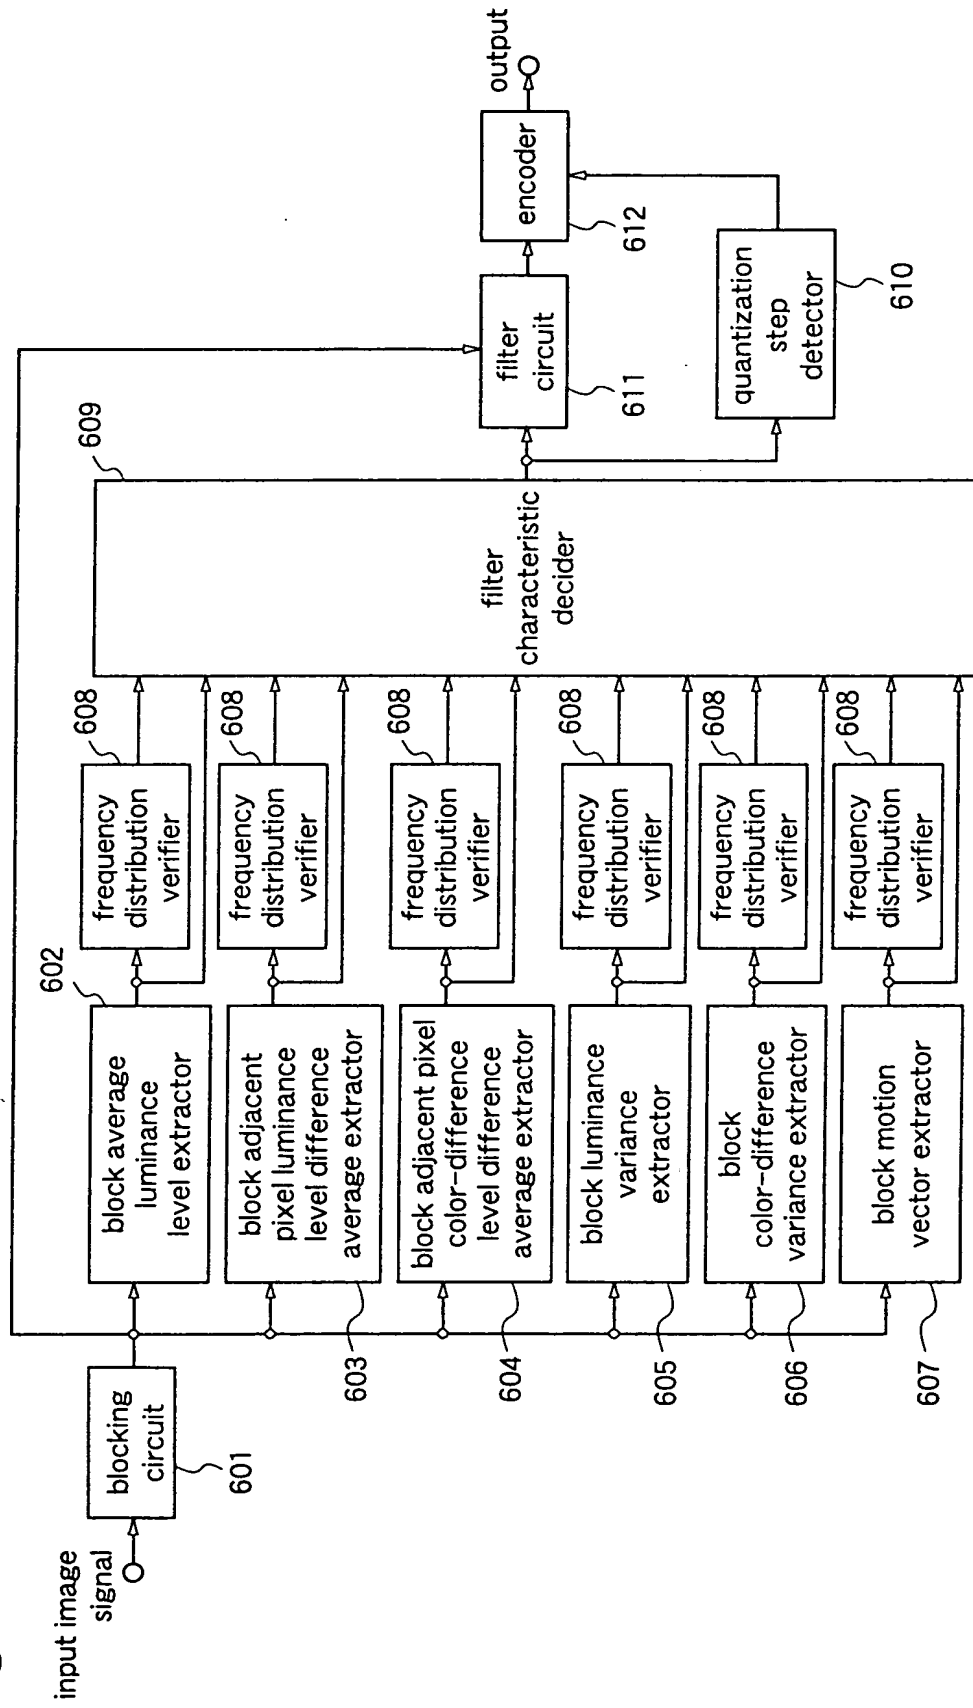 input image
signal
blocking
circuit
601
block average
luminance
level extractor
602
block adjacent
pixel luminance
level difference
average extractor
603
block adjacent pixel
color-difference
level difference
average extractor
604
block luminance
variance
extractor
605
block
color-difference
variance extractor
606
block motion
vector extractor
607
frequency
distribution
verifier
608
frequency
distribution
verifier
608
frequency
distribution
verifier
608
frequency
distribution
verifier
608
frequency
distribution
verifier
608
frequency
distribution
verifier
608
filter
characteristic
decider
609
filter
circuit
611
quantization
step
detector
610
encoder
612
output